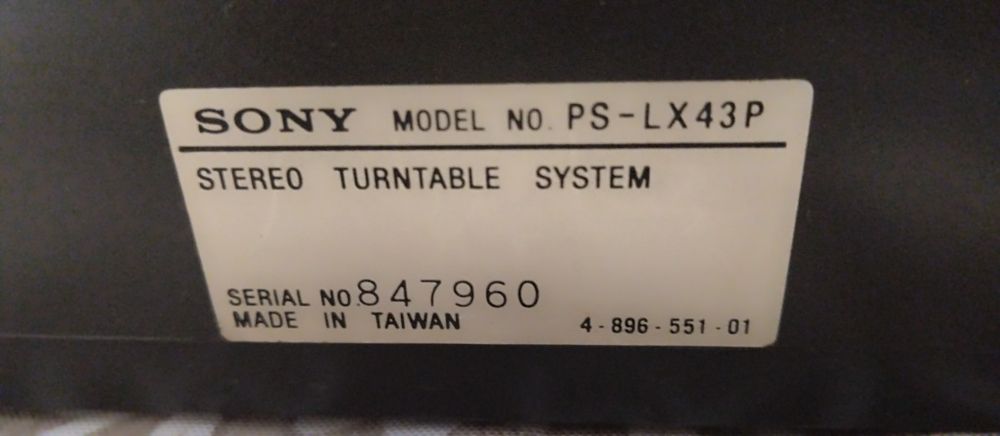 SONY MODEL NO. PS-LX43P
STEREO TURNTABLE SYSTEM
SERIAL NO. 847960
MADE IN TAIWAN 4-896-551-01